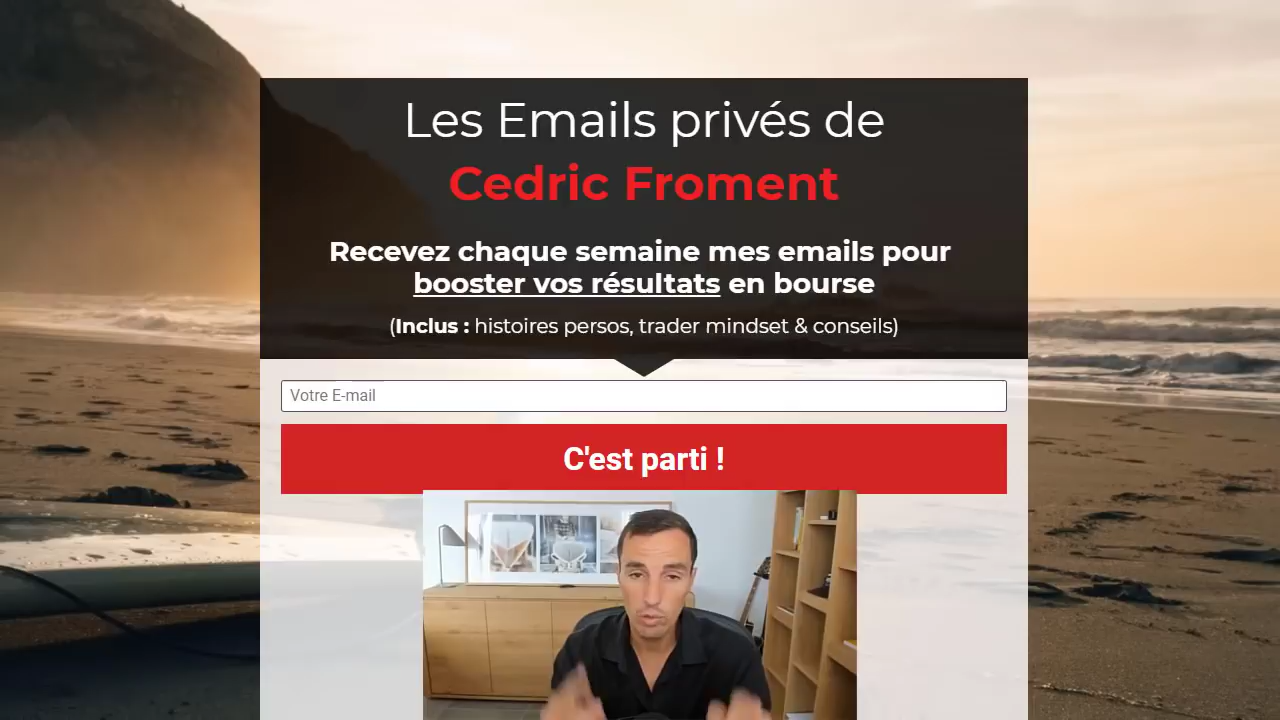 Les Emails privés de
Cedric Froment
Recevez chaque semaine mes emails pour
booster vos résultats en bourse
(Inclus : histoires persos, trader mindset & conseils)
Votre E-mail
C'est parti !